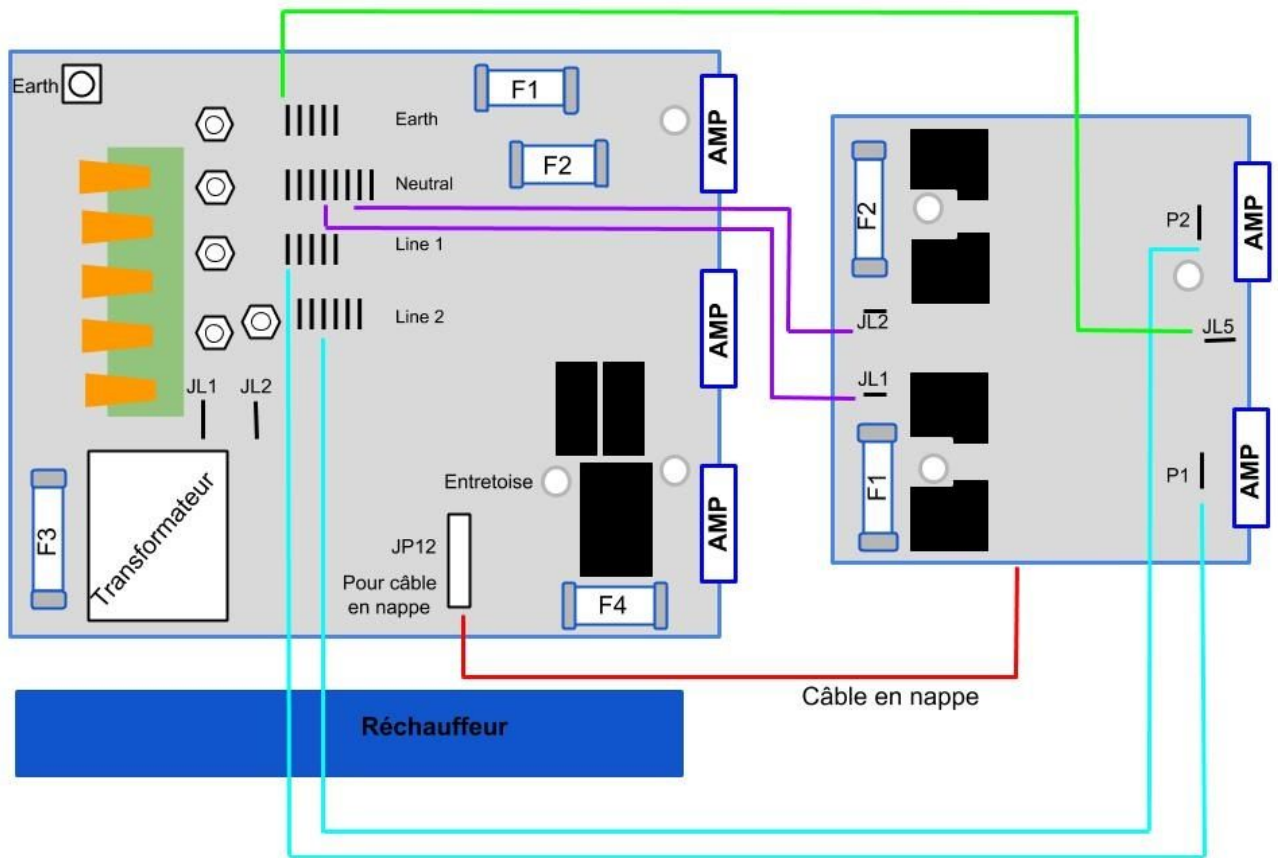 Earth
Earth
F1
F2
AMP
Neutral
Line 1
Line 2
AMP
JL1
JL2
Entretoise
AMP
F3
Transformateur
JP12
Pour câble
en nappe
F4
F2
P2
AMP
JL2
JL5
JL1
F1
P1
AMP
Câble en nappe
Réchauffeur